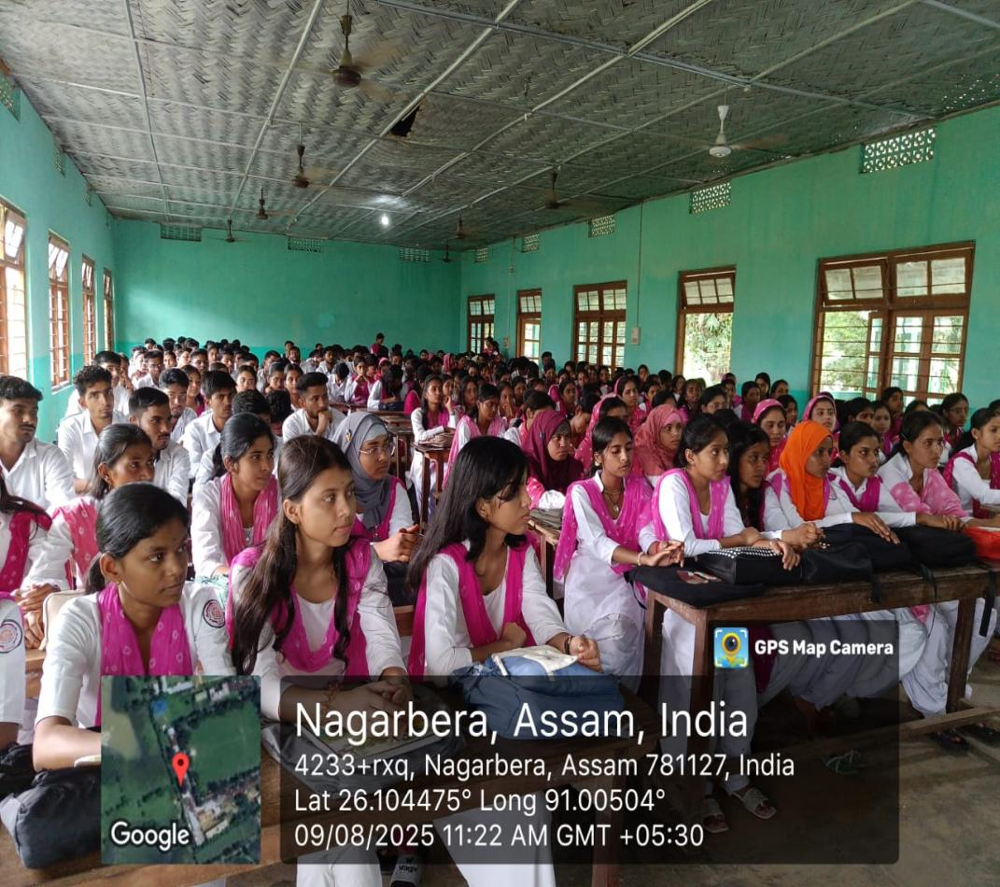 GPS Map Camera
Nagarbera, Assam, India
4233+rxq, Nagarbera, Assam 781127, India
Lat 26.104475° Long 91.00504°
09/08/2025 11:22 AM GMT +05:30
Google